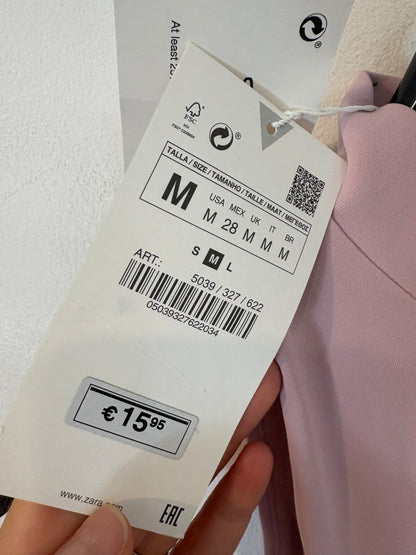 At least
FSC
TALLA / SIZE / TAMANHO / TAILLE / MAAT / ΜΕΓΕΘΟΣ
M
USA MEX UK IT BR
M 28 M M M
S M L
ART.: 5039 / 327 / 622
05039327622034
€ 15 95
www.zara.com
EAC